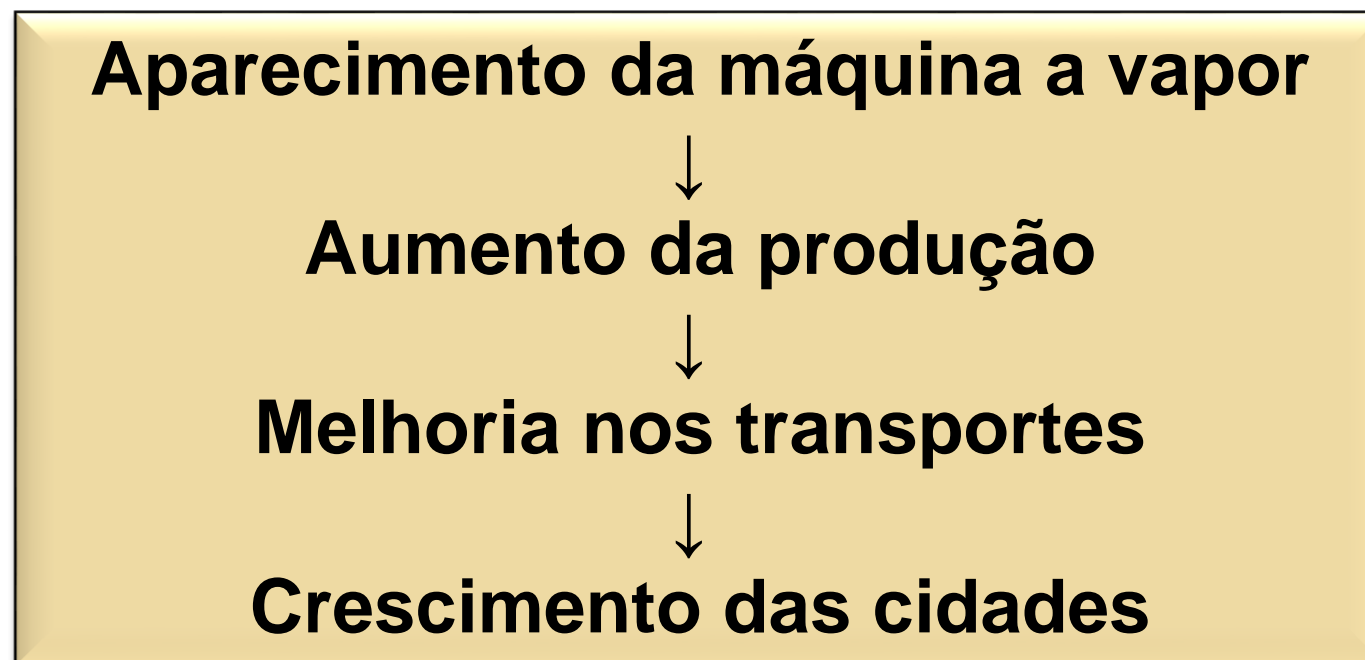 Aparecimento da máquina a vapor
↓
Aumento da produção
↓
Melhoria nos transportes
↓
Crescimento das cidades